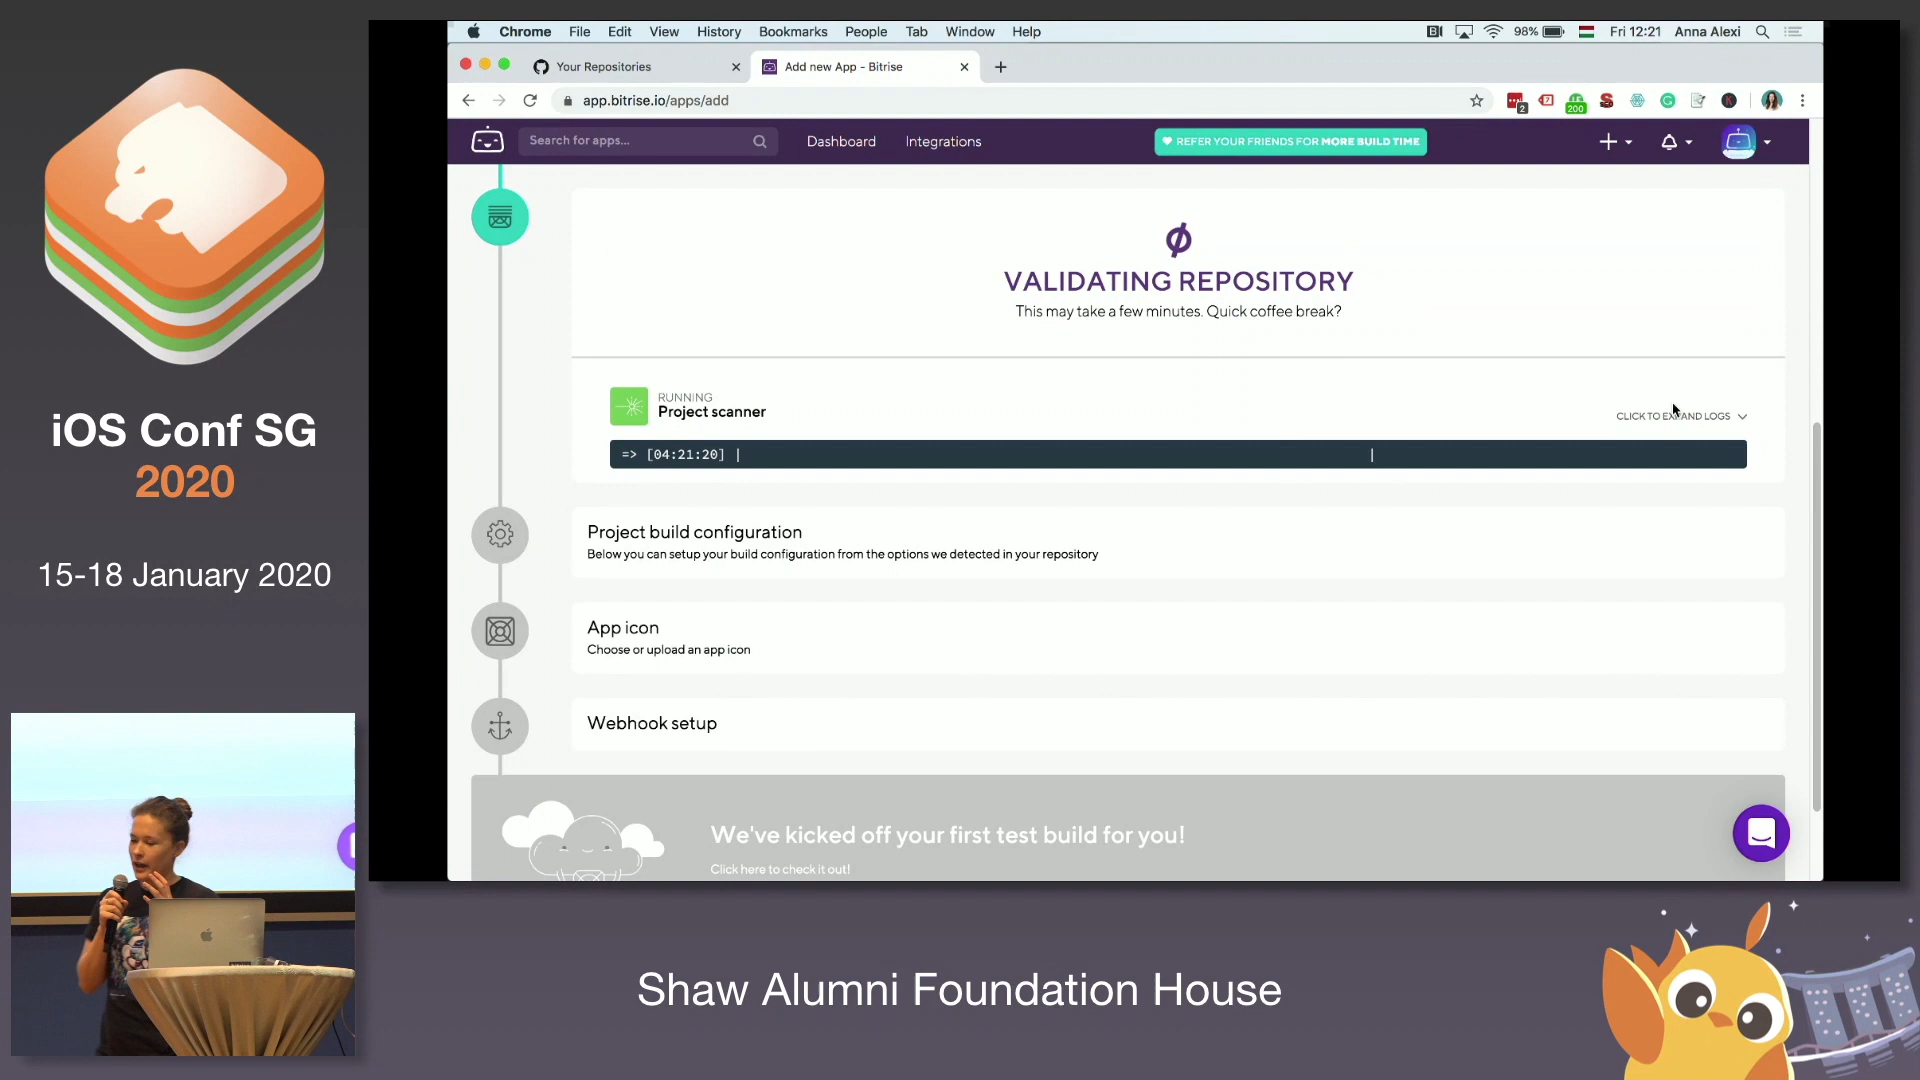 iOS Conf SG
2020
15-18 January 2020
Chrome File Edit View History Bookmarks People Tab Window Help
98% Fri 12:21 Anna Alexi
Your Repositories
Add new App - Bitrise
app.bitrise.io/apps/add
2
200
Search for apps...
Dashboard
Integrations
REFER YOUR FRIENDS FOR MORE BUILD TIME
VALIDATING REPOSITORY
This may take a few minutes. Quick coffee break?
RUNNING
Project scanner
CLICK TO EXPAND LOGS
=> [04:21:20] | |
Project build configuration
Below you can setup your build configuration from the options we detected in your repository
App icon
Choose or upload an app icon
Webhook setup
We've kicked off your first test build for you!
Click here to check it out!
Shaw Alumni Foundation House